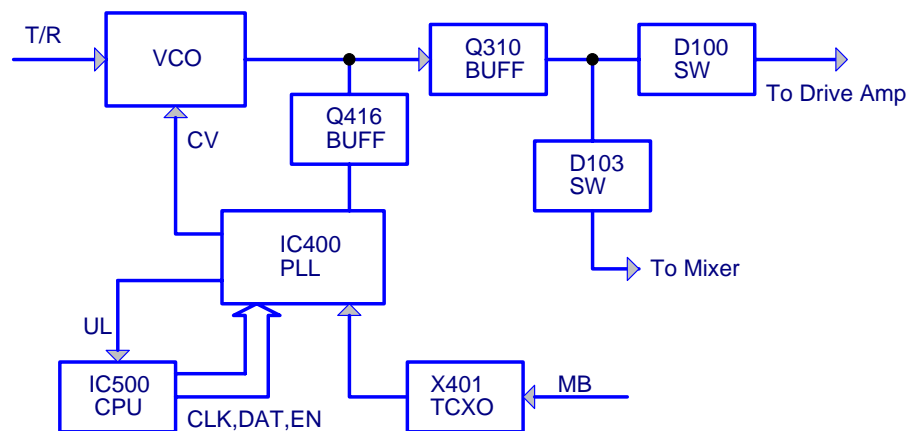 T/R
VCO
Q310
BUFF
D100
SW
To Drive Amp
Q416
BUFF
CV
D103
SW
IC400
PLL
To Mixer
UL
IC500
CPU
CLK,DAT,EN
X401
TCXO
MB